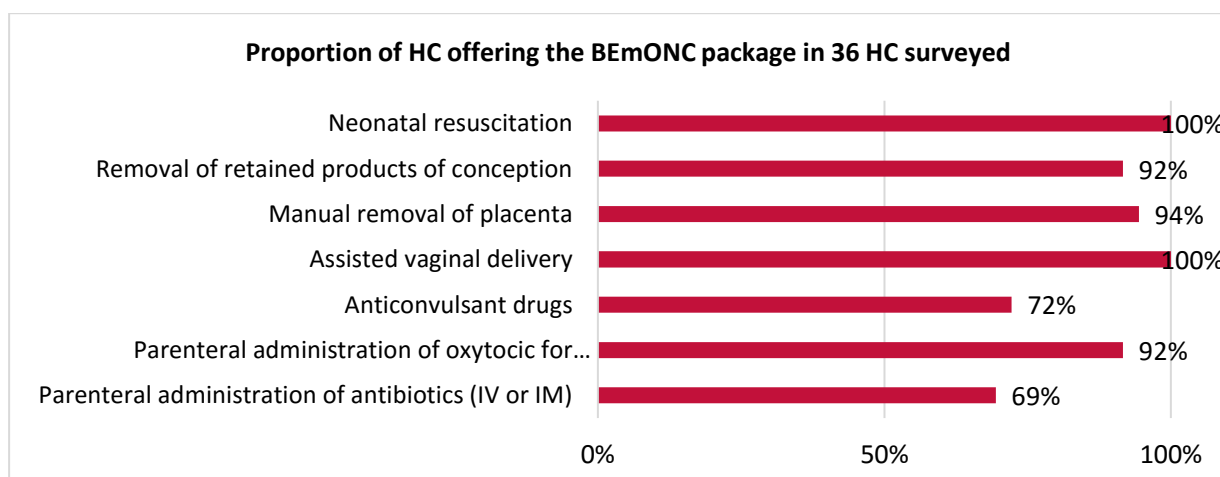 Proportion of HC offering the BEmONC package in 36 HC surveyed
Neonatal resuscitation 100%
Removal of retained products of conception 92%
Manual removal of placenta 94%
Assisted vaginal delivery 100%
Anticonvulsant drugs 72%
Parenteral administration of oxytocic for... 92%
Parenteral administration of antibiotics (IV or IM) 69%
0% 50% 100%